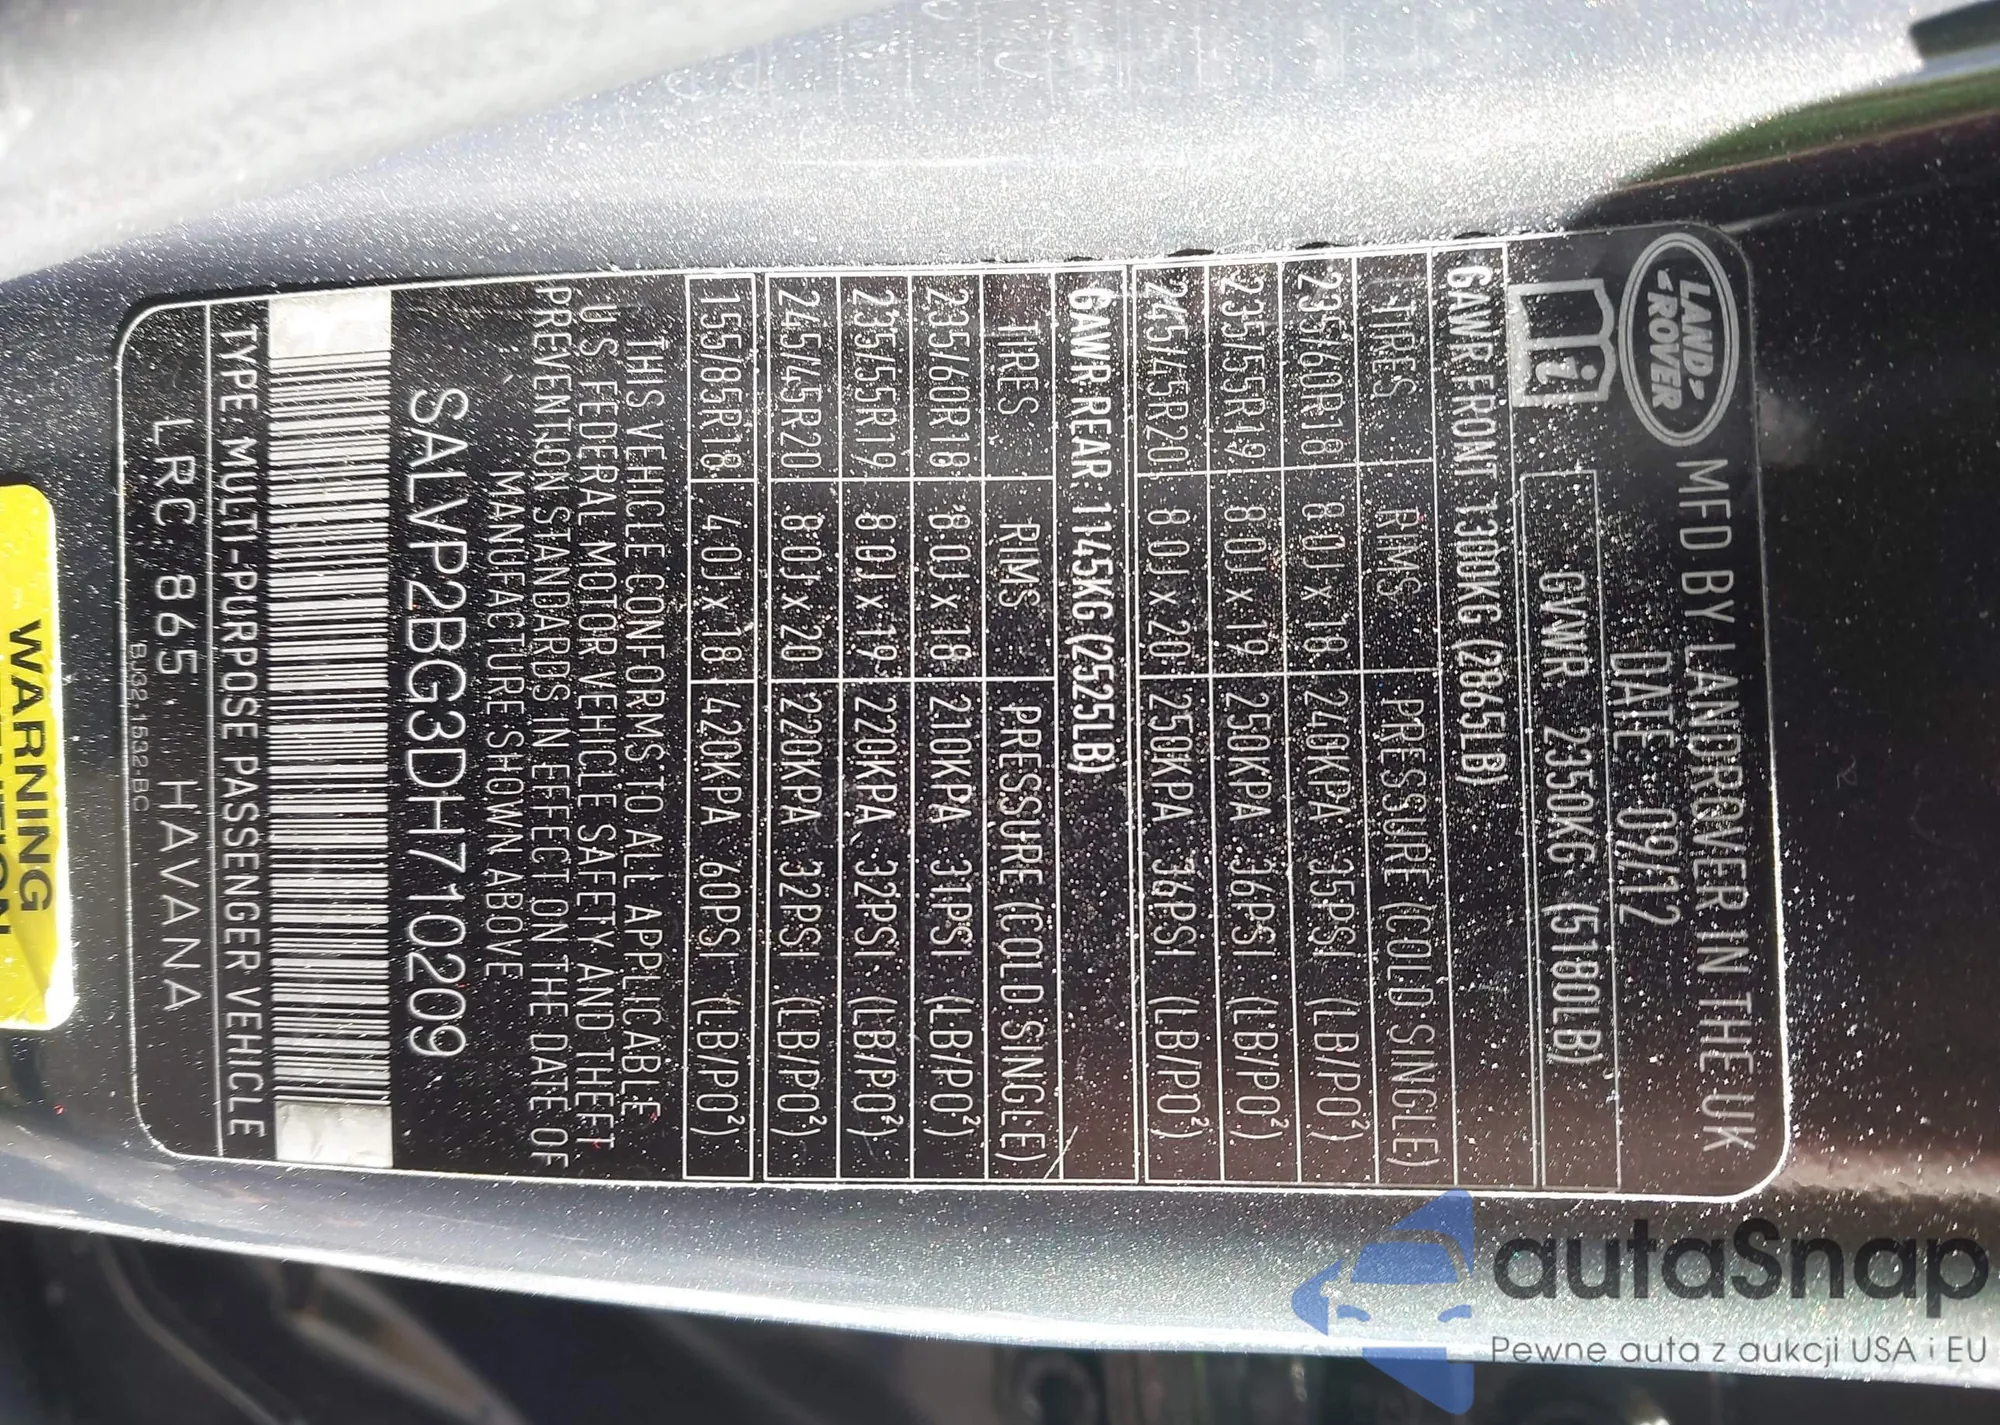 LAND
ROVER
MFD BY LANDROVER IN THE UK
DATE 09/12
i
GVWR 2350KG (5180LB)
GAWR FRONT 1300KG (2865LB)
TIRES RIMS PRESSURE (COLD SINGLE)
235/60R18 8.0J x 18 240KPA 35PSI (LB/PO²)
235/55R19 8.0J x 19 250KPA 36PSI (LB/PO²)
245/45R20 8.0J x 20 250KPA 36PSI (LB/PO²)
GAWR REAR 1145KG (2525LB)
TIRES RIMS PRESSURE (COLD SINGLE)
235/60R18 8.0J x 18 210KPA 31PSI (LB/PO²)
235/55R19 8.0J x 19 220KPA 32PSI (LB/PO²)
245/45R20 8.0J x 20 220KPA 32PSI (LB/PO²)
155/85R18 4.0J x 18 420KPA 60PSI (LB/PO²)
THIS VEHICLE CONFORMS TO ALL APPLICABLE
U S FEDERAL MOTOR VEHICLE SAFETY AND THEFT
PREVENTION STANDARDS IN EFFECT ON THE DATE OF
MANUFACTURE SHOWN ABOVE
SALVP2BG3DH710209
TYPE MULTI-PURPOSE PASSENGER VEHICLE
LRC 865, HAVANA
BJ32-1532-BC
WARNING
autaSnap
Pewne auta z aukcji USA i EU